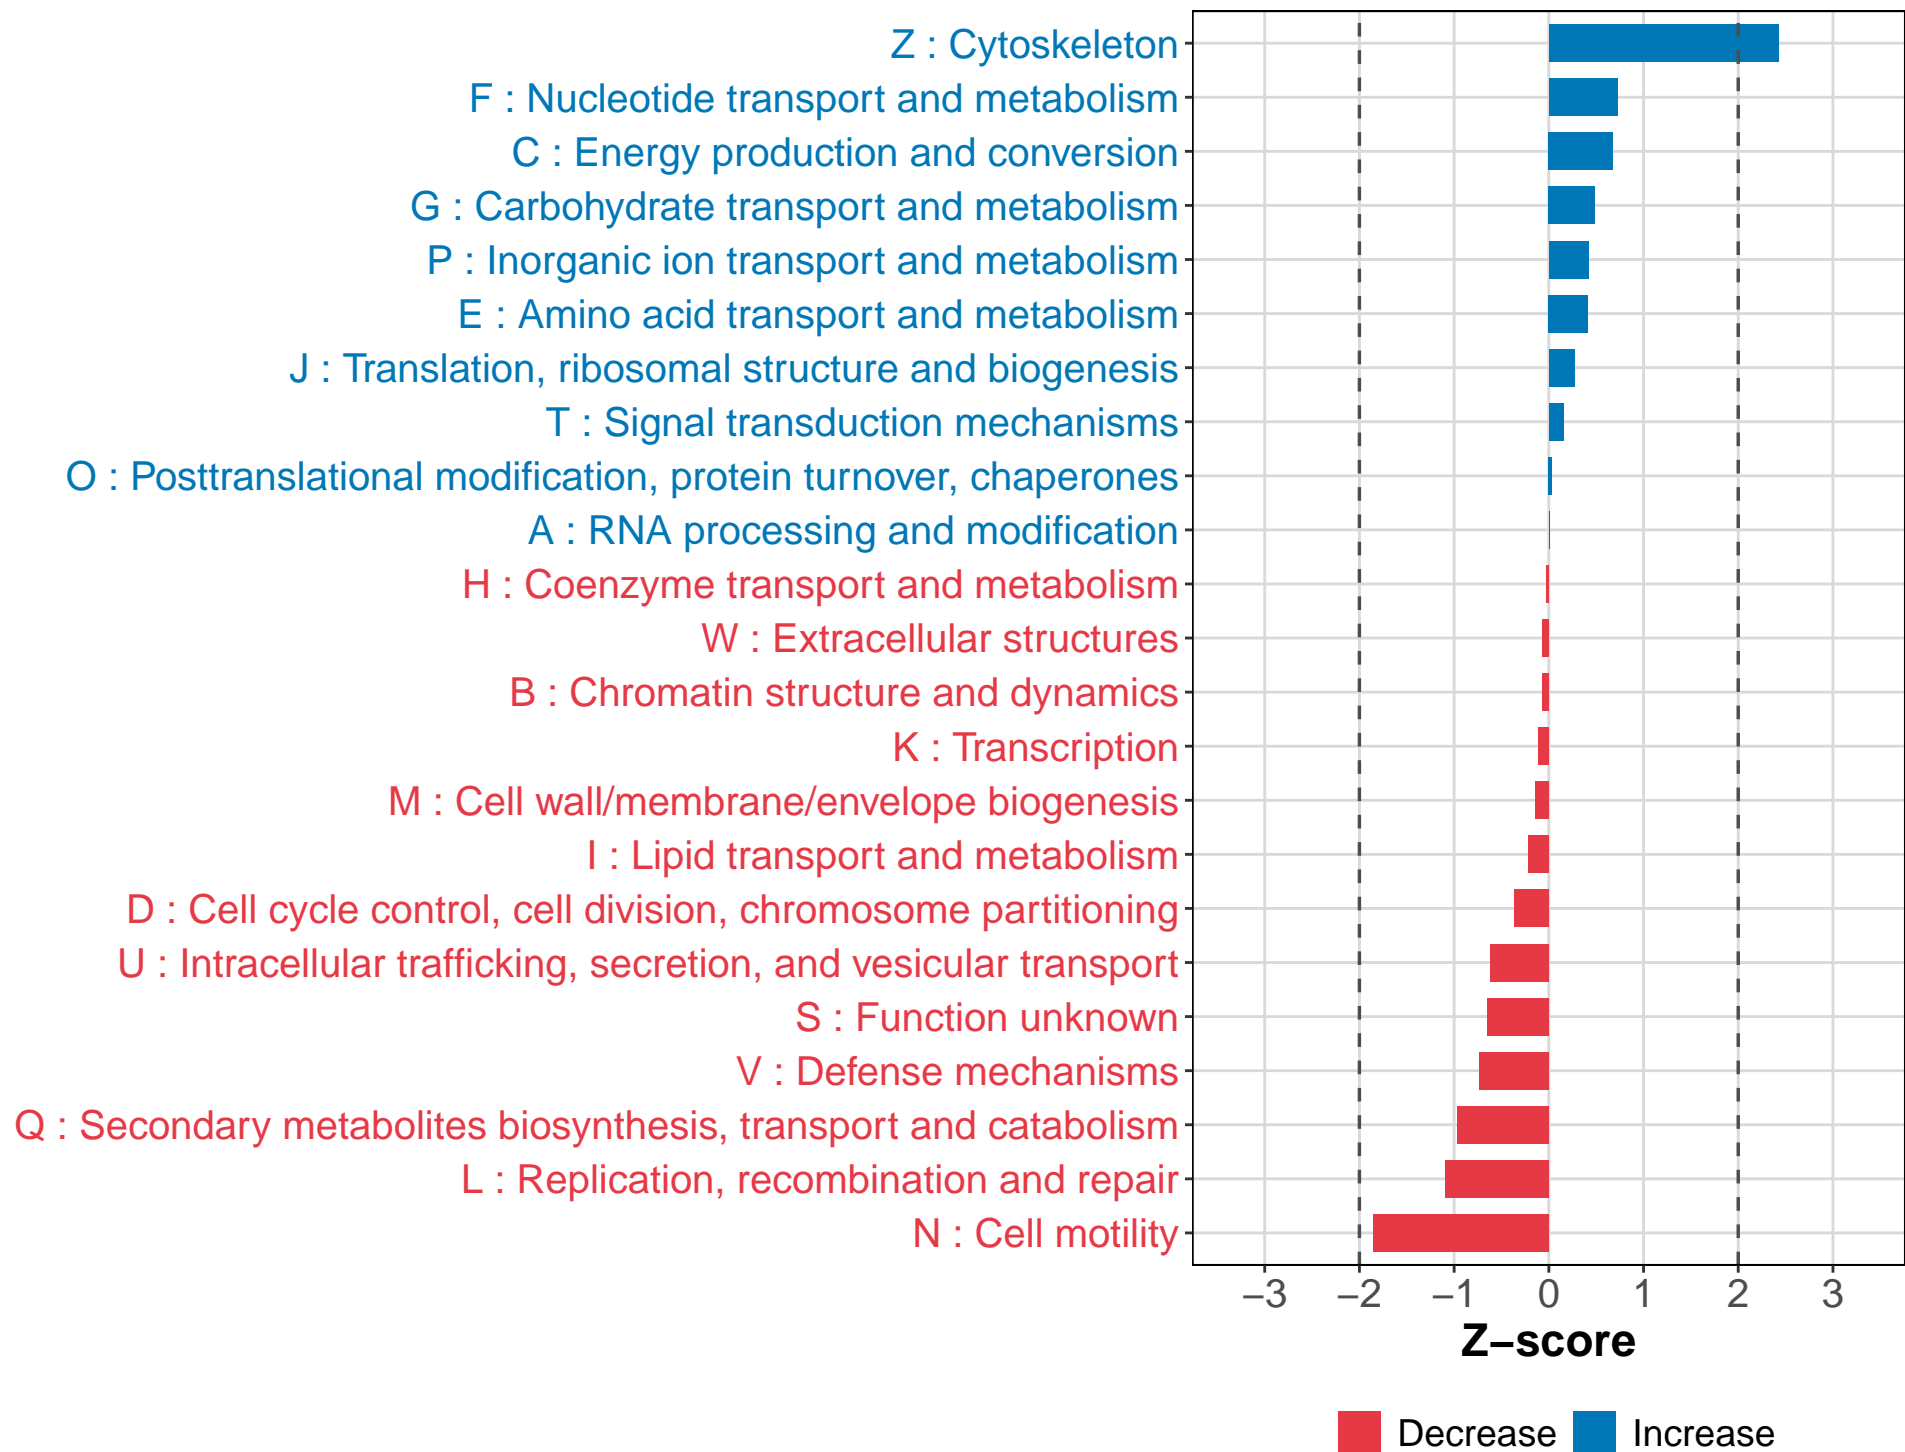 Z : Cytoskeleton
F : Nucleotide transport and metabolism
C : Energy production and conversion
G : Carbohydrate transport and metabolism
P : Inorganic ion transport and metabolism
E : Amino acid transport and metabolism
J : Translation, ribosomal structure and biogenesis
T : Signal transduction mechanisms
O : Posttranslational modification, protein turnover, chaperones
A : RNA processing and modification
H : Coenzyme transport and metabolism
W : Extracellular structures
B : Chromatin structure and dynamics
K : Transcription
M : Cell wall/membrane/envelope biogenesis
I : Lipid transport and metabolism
D : Cell cycle control, cell division, chromosome partitioning
U : Intracellular trafficking, secretion, and vesicular transport
S : Function unknown
V : Defense mechanisms
Q : Secondary metabolites biosynthesis, transport and catabolism
L : Replication, recombination and repair
N : Cell motility
−3 −2 −1 0 1 2 3
Z−score
Decrease Increase